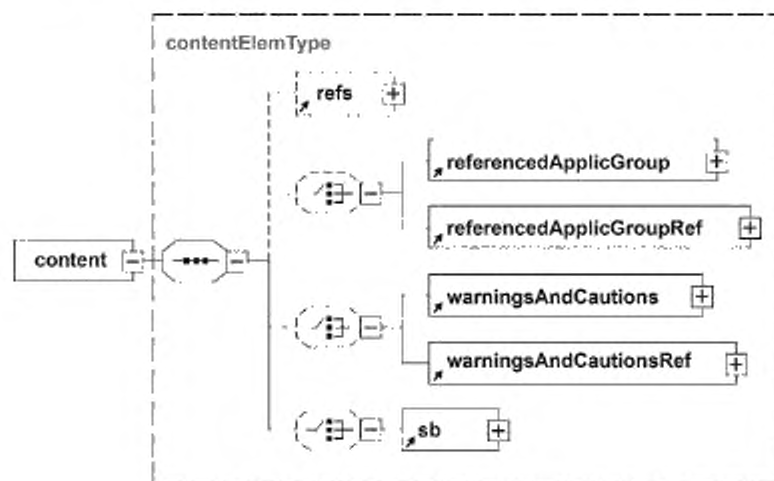 contentElemType
refs
referencedApplicGroup
referencedApplicGroupRef
content
warningsAndCautions
warningsAndCautionsRef
sb